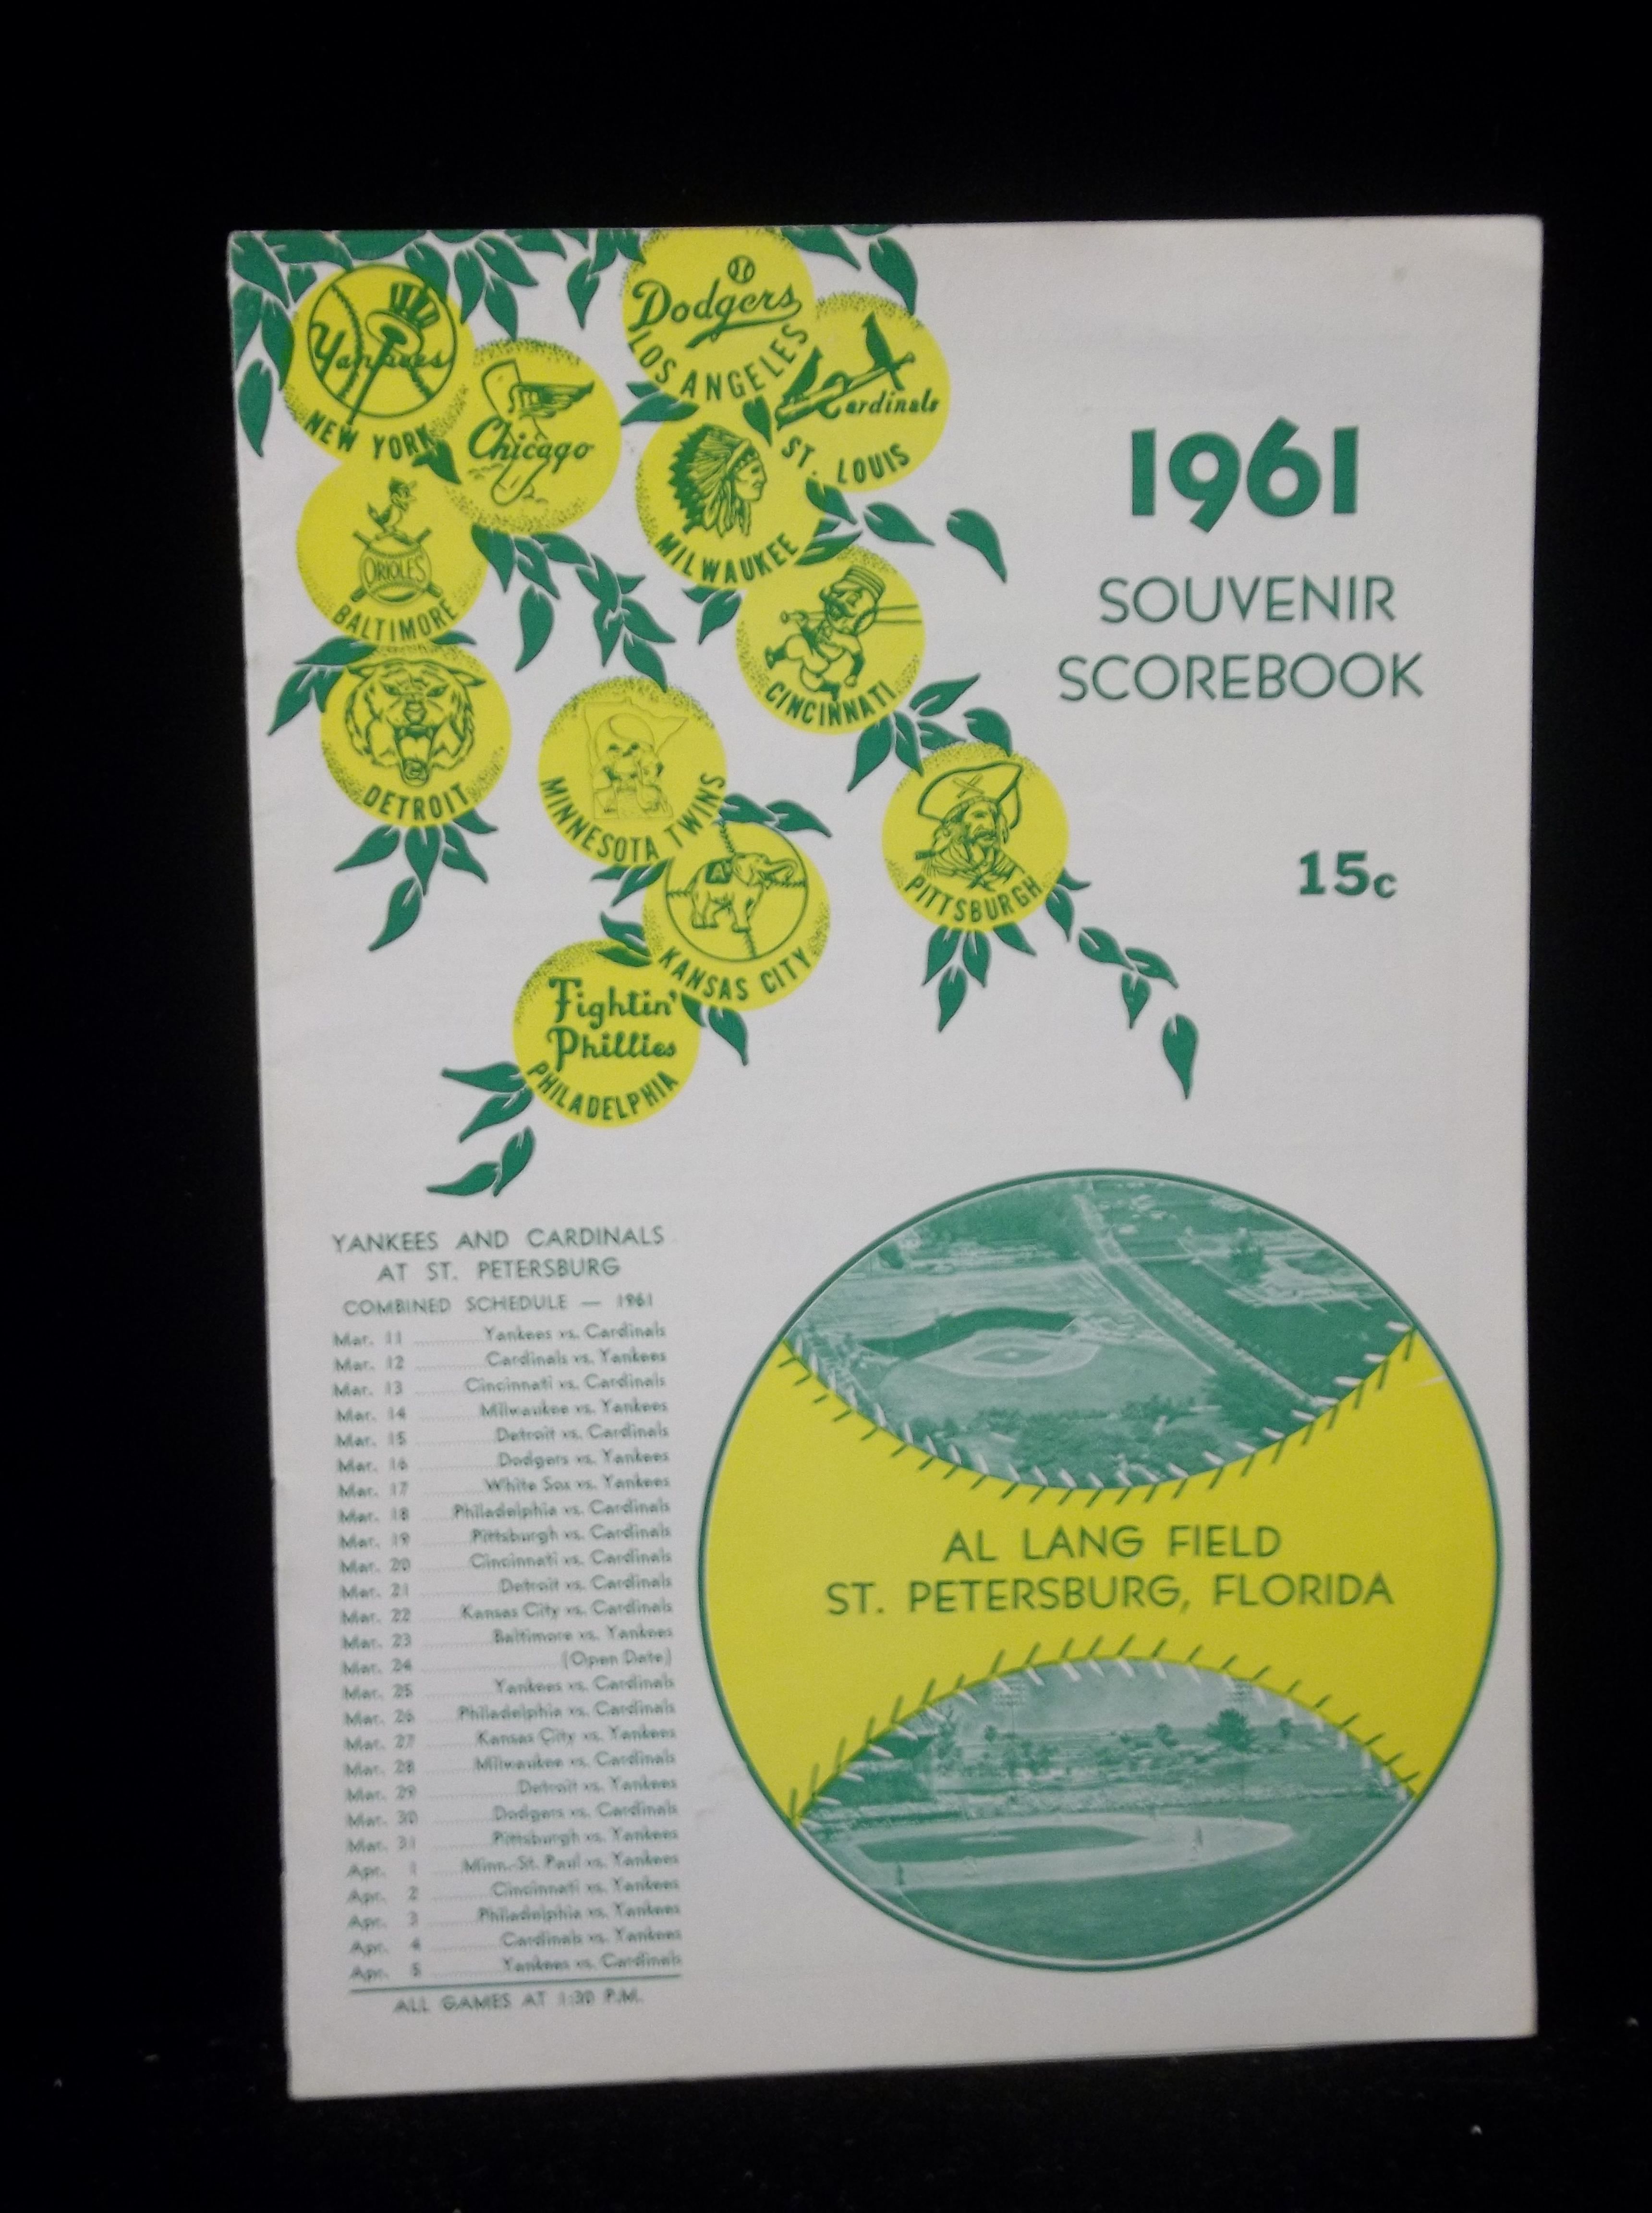 Yankees
NEW YORK
Chicago
Dodgers
LOS ANGELES
Cardinals
ST. LOUIS
MILWAUKEE
ORIOLES
BALTIMORE
CINCINNATI
DETROIT
MINNESOTA TWINS
A
KANSAS CITY
PITTSBURGH
Fightin'
Phillies
PHILADELPHIA
1961
SOUVENIR
SCOREBOOK
15c
YANKEES AND CARDINALS
AT ST. PETERSBURG
COMBINED SCHEDULE — 1961
Mar. 11 ........ Yankees vs. Cardinals
Mar. 12 ........ Cardinals vs. Yankees
Mar. 13 ........ Cincinnati vs. Cardinals
Mar. 14 ........ Milwaukee vs. Yankees
Mar. 15 ........ Detroit vs. Cardinals
Mar. 16 ........ Dodgers vs. Yankees
Mar. 17 ........ White Sox vs. Yankees
Mar. 18 ........ Philadelphia vs. Cardinals
Mar. 19 ........ Pittsburgh vs. Cardinals
Mar. 20 ........ Cincinnati vs. Cardinals
Mar. 21 ........ Detroit vs. Cardinals
Mar. 22 ........ Kansas City vs. Cardinals
Mar. 23 ........ Baltimore vs. Yankees
Mar. 24 ........ (Open Date)
Mar. 25 ........ Yankees vs. Cardinals
Mar. 26 ........ Philadelphia vs. Cardinals
Mar. 27 ........ Kansas City vs. Yankees
Mar. 28 ........ Milwaukee vs. Cardinals
Mar. 29 ........ Detroit vs. Yankees
Mar. 30 ........ Dodgers vs. Cardinals
Mar. 31 ........ Pittsburgh vs. Yankees
Apr. 1 ........ Minn.-St. Paul vs. Yankees
Apr. 2 ........ Cincinnati vs. Yankees
Apr. 3 ........ Philadelphia vs. Yankees
Apr. 4 ........ Cardinals vs. Yankees
Apr. 5 ........ Yankees vs. Cardinals
ALL GAMES AT 1:30 P.M.
AL LANG FIELD
ST. PETERSBURG, FLORIDA